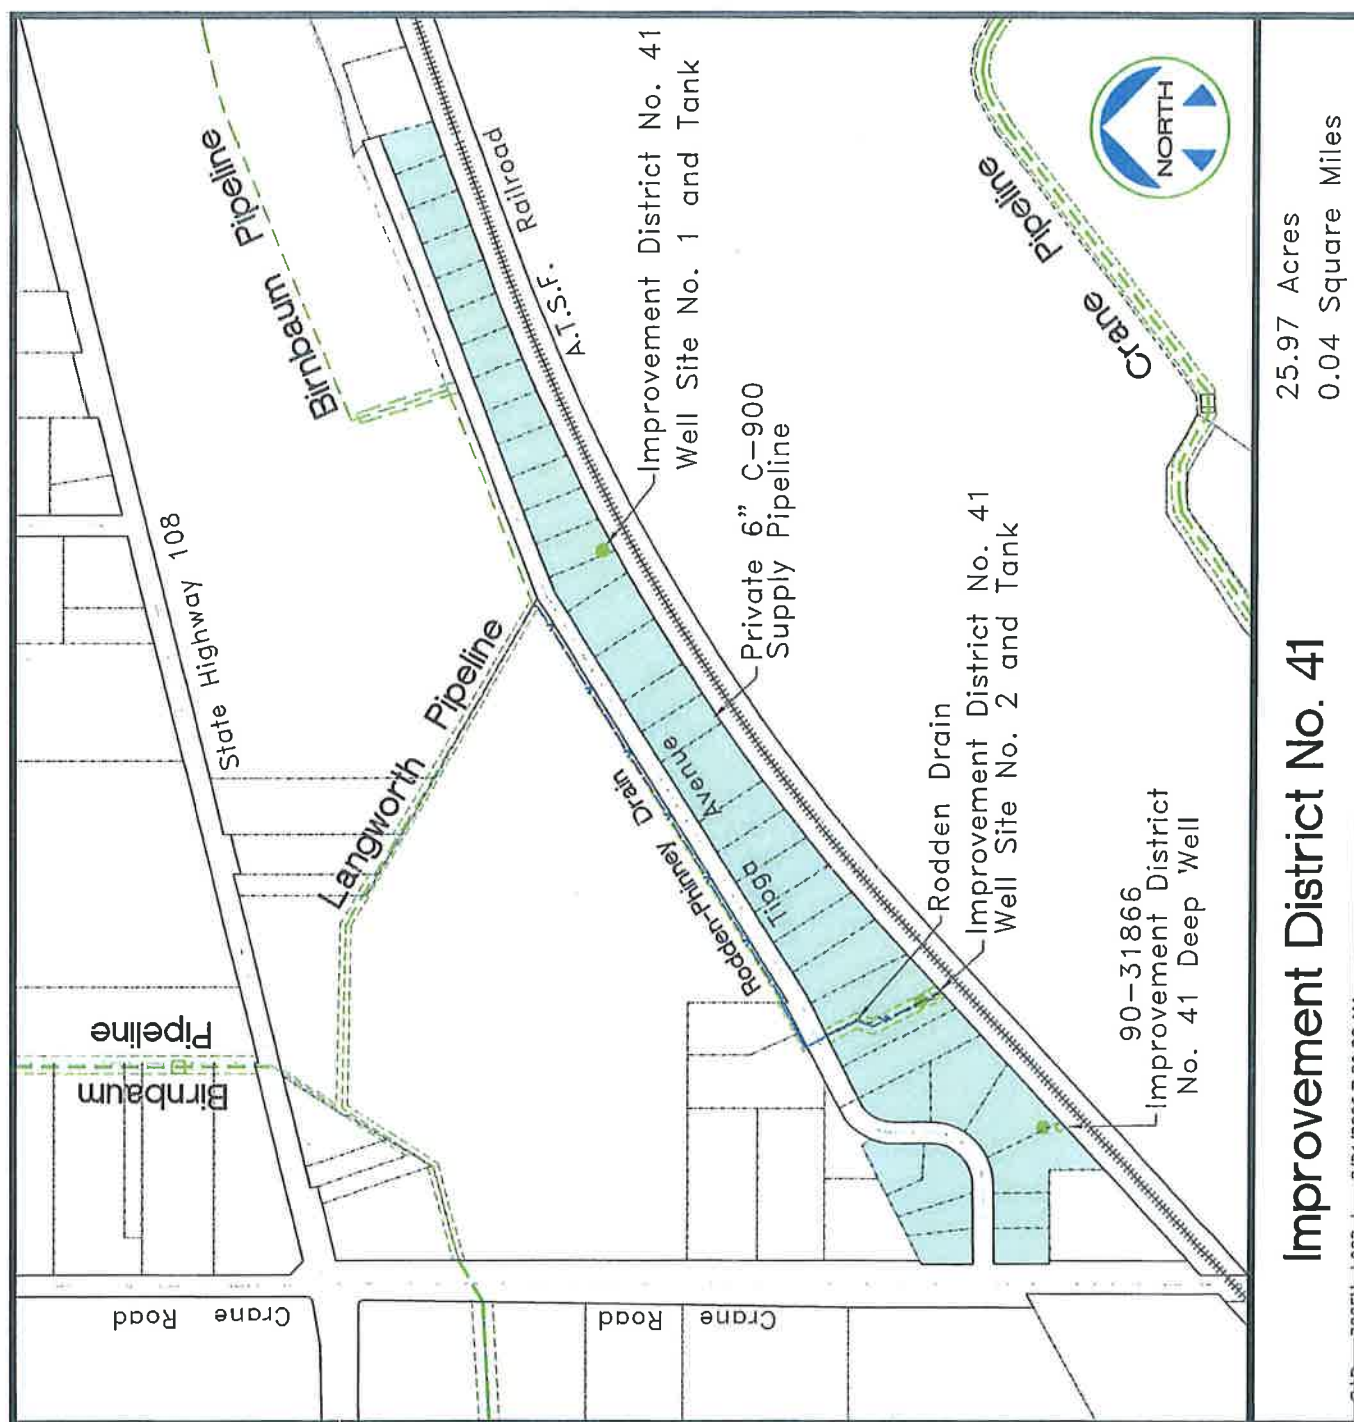 State Highway 108
Birnbaum Pipeline
Birnbaum
Pipeline
Langworth Pipeline
Rodden-Phinney Drain
Tioga Avenue
A.T.S.F. Railroad
Improvement District No. 41
Well Site No. 1 and Tank
Private 6” C-900
Supply Pipeline
Rodden Drain
Improvement District No. 41
Well Site No. 2 and Tank
90-31866
Improvement District
No. 41 Deep Well
Crane Road
Crane Road
Crane Pipeline
NORTH
Improvement District No. 41
25.97 Acres
0.04 Square Miles